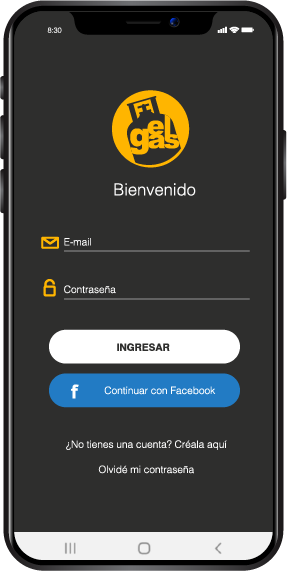 8:30
el
gas
Bienvenido
E-mail
Contraseña
INGRESAR
f Continuar con Facebook
¿No tienes una cuenta? Créala aquí
Olvidé mi contraseña